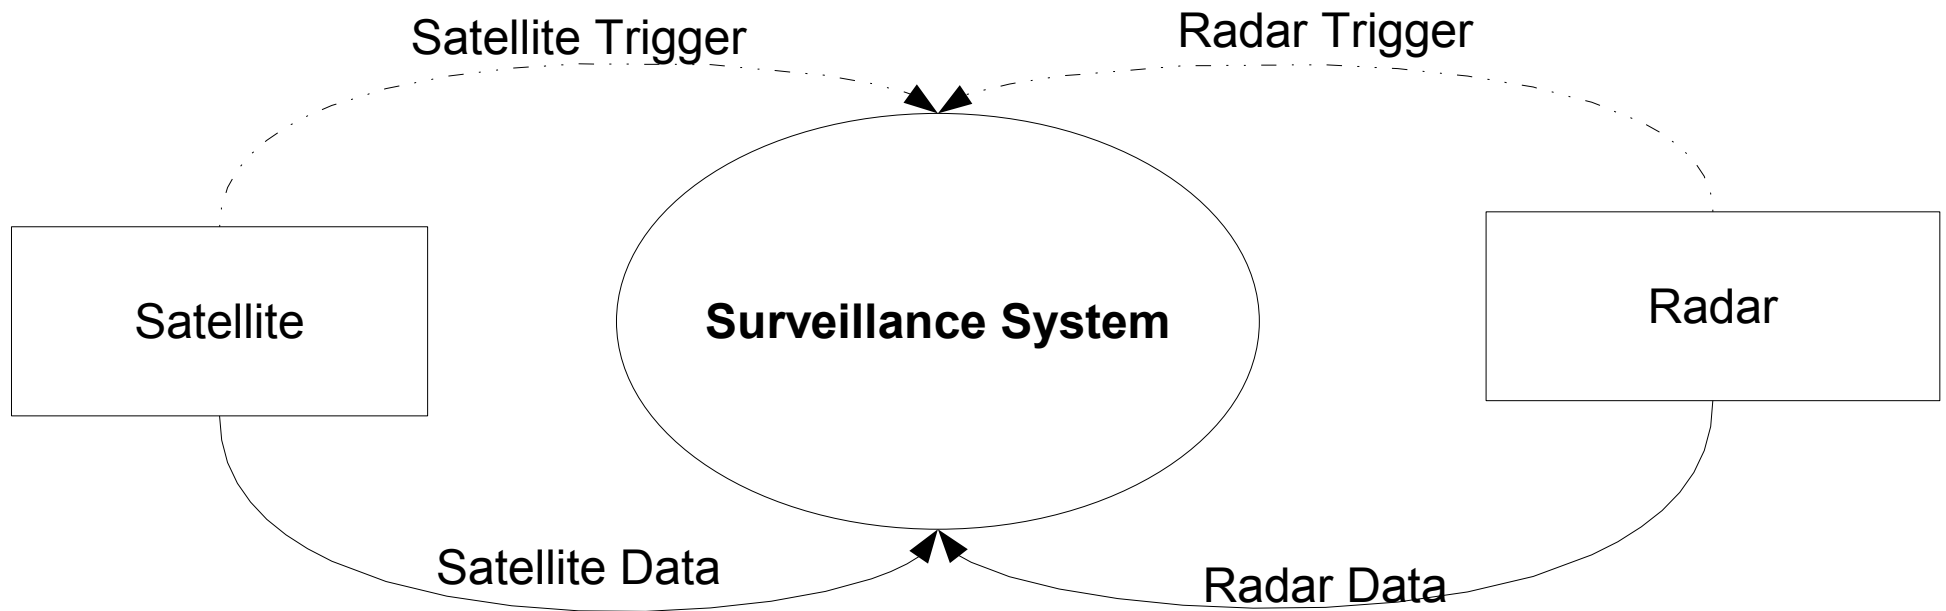 Satellite Trigger
Radar Trigger
Satellite
Surveillance System
Radar
Satellite Data
Radar Data